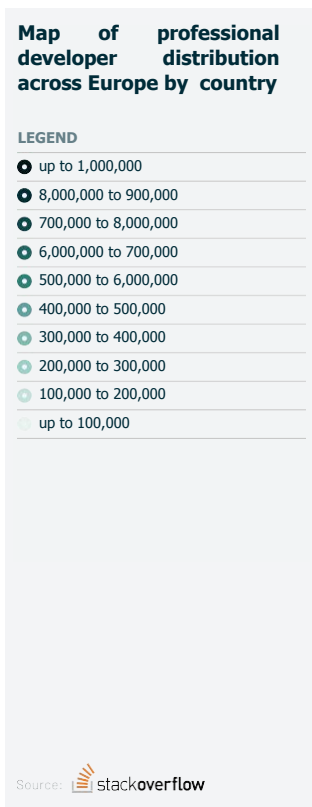 Map of professional
developer distribution
across Europe by country
LEGEND
up to 1,000,000
8,000,000 to 900,000
700,000 to 8,000,000
6,000,000 to 700,000
500,000 to 6,000,000
400,000 to 500,000
300,000 to 400,000
200,000 to 300,000
100,000 to 200,000
up to 100,000
Source: stackoverflow